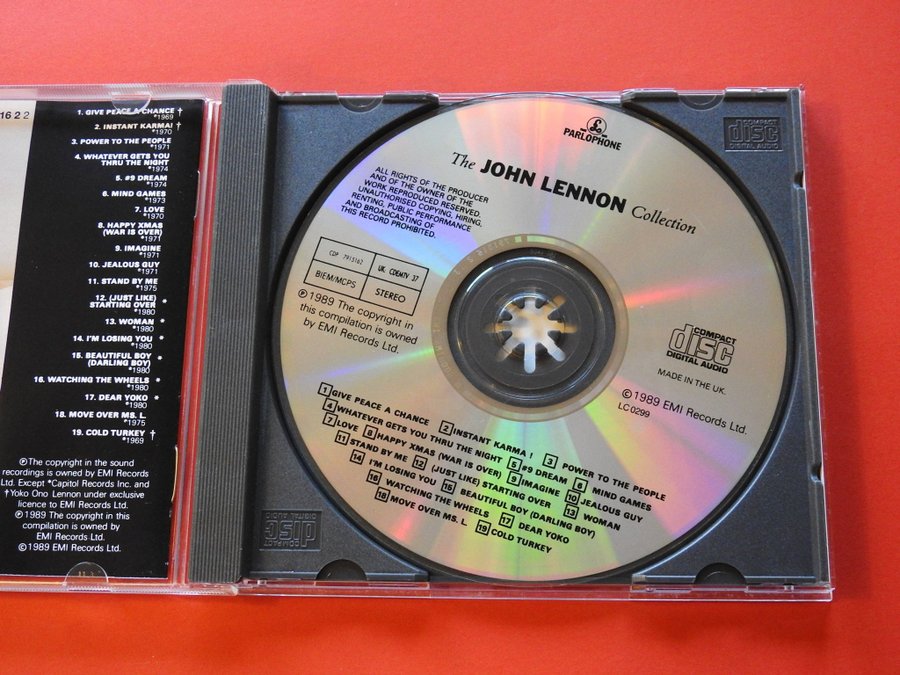 16 2 2
1. GIVE PEACE A CHANCE †
℗1969
2. INSTANT KARMA! †
℗1970
3. POWER TO THE PEOPLE
℗1971
4. WHATEVER GETS YOU
THRU THE NIGHT
℗1974
5. #9 DREAM
℗1974
6. MIND GAMES
℗1973
7. LOVE
℗1970
8. HAPPY XMAS
(WAR IS OVER)
℗1971
9. IMAGINE
℗1971
10. JEALOUS GUY
℗1971
11. STAND BY ME
℗1975
12. (JUST LIKE) *
STARTING OVER
℗1980
13. WOMAN *
℗1980
14. I'M LOSING YOU *
℗1980
15. BEAUTIFUL BOY *
(DARLING BOY)
℗1980
16. WATCHING THE WHEELS *
℗1980
17. DEAR YOKO *
℗1980
18. MOVE OVER MS. L.
℗1975
19. COLD TURKEY †
℗1969
℗The copyright in the sound
recordings is owned by EMI Records
Ltd. Except *Capitol Records Inc. and
†Yoko Ono Lennon under exclusive
licence to EMI Records Ltd.
℗1989 The copyright in this
compilation is owned by
EMI Records Ltd.
©1989 EMI Records Ltd.
PARLOPHONE
The JOHN LENNON Collection
ALL RIGHTS OF THE PRODUCER
AND OF THE OWNER OF THE
WORK REPRODUCED RESERVED.
UNAUTHORISED COPYING, HIRING,
RENTING, PUBLIC PERFORMANCE
AND BROADCASTING OF
THIS RECORD PROHIBITED.
CDP 7915162 UK: CDEMTV 37
BIEM/MCPS STEREO
℗1989 The copyright in
this compilation is owned
by EMI Records Ltd.
COMPACT
disc
DIGITAL AUDIO
MADE IN THE UK.
©1989 EMI Records Ltd.
LC 0299
1 GIVE PEACE A CHANCE 2 INSTANT KARMA! 3 POWER TO THE PEOPLE
4 WHATEVER GETS YOU THRU THE NIGHT 5 #9 DREAM 6 MIND GAMES
7 LOVE 8 HAPPY XMAS (WAR IS OVER) 9 IMAGINE 10 JEALOUS GUY
11 STAND BY ME 12 (JUST LIKE) STARTING OVER 13 WOMAN
14 I'M LOSING YOU 15 BEAUTIFUL BOY (DARLING BOY)
16 WATCHING THE WHEELS 17 DEAR YOKO
18 MOVE OVER MS. L. 19 COLD TURKEY
COMPACT
disc
DIGITAL AUDIO
COMPACT
disc
DIGITAL AUDIO